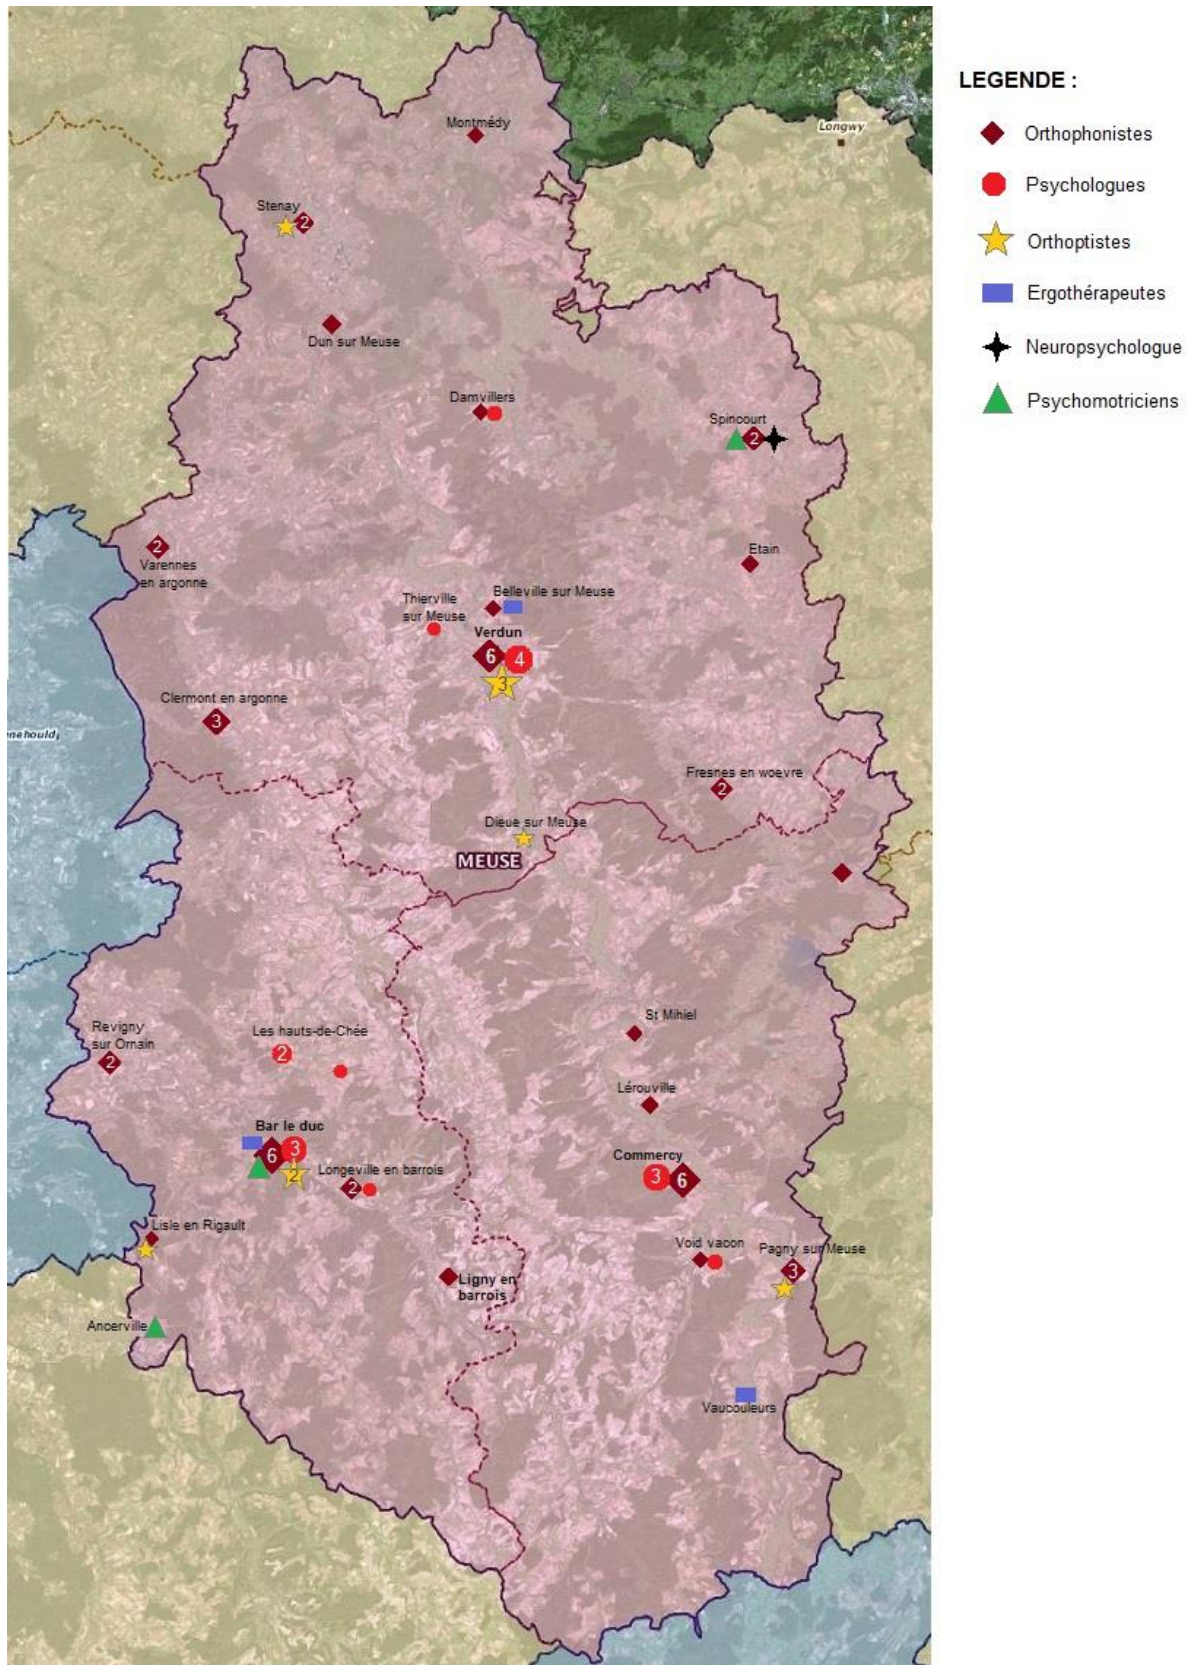 LEGENDE :
Orthophonistes
Psychologues
Orthoptistes
Ergothérapeutes
Neuropsychologue
Psychomotriciens
Longwy
Montmédy
Stenay
2
Dun sur Meuse
Damvillers
Spincourt
2
2
Varennes
en argonne
Etain
Belleville sur Meuse
Thierville
sur Meuse
Verdun
6
4
3
Clermont en argonne
3
nehould
Fresnes en woevre
2
Dieue sur Meuse
MEUSE
St Mihiel
Revigny
sur Ornain
2
Les hauts-de-Chée
2
Lérouville
Bar le duc
6
3
2
Longeville en barrois
2
Commercy
3
6
Lisle en Rigault
Void vacon
Pagny sur Meuse
3
Ligny en
barrois
Ancerville
Vaucouleurs